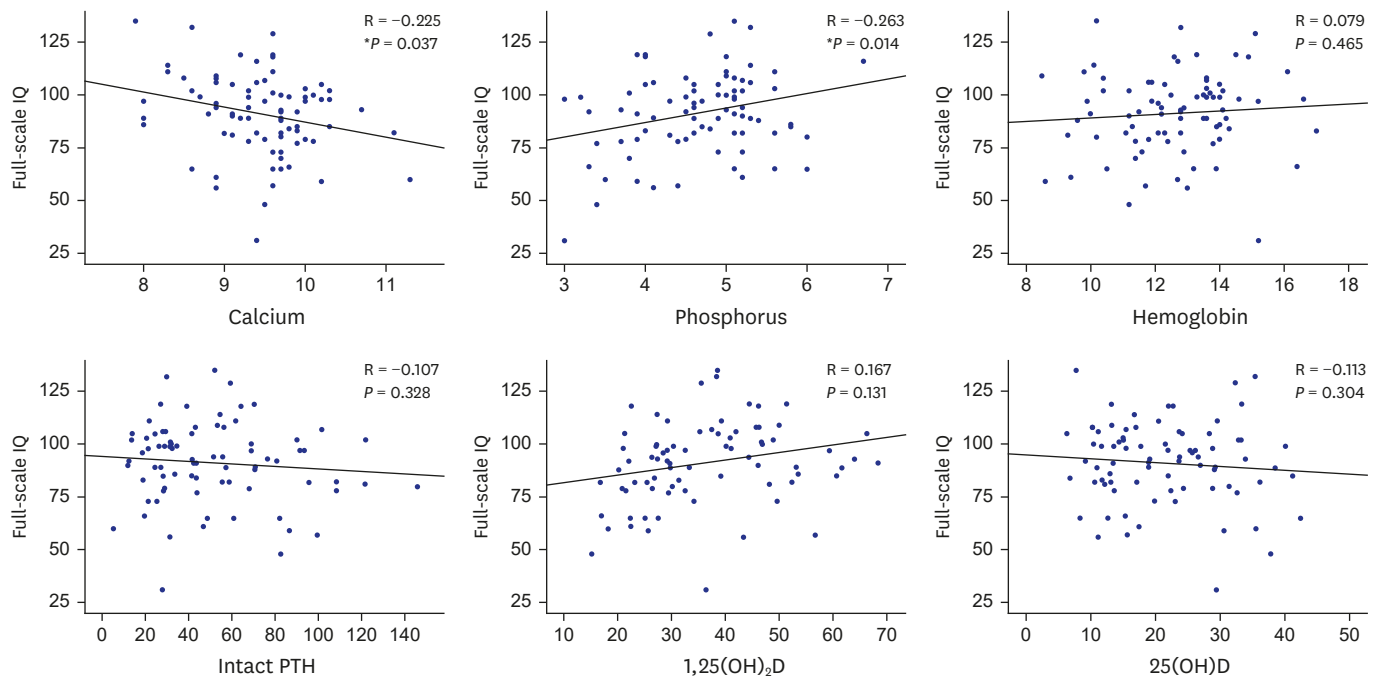 R = −0.225
*P = 0.037
Full-scale IQ
125
100
75
50
25
8
9
10
11
Calcium
R = −0.263
*P = 0.014
Full-scale IQ
125
100
75
50
25
3
4
5
6
7
Phosphorus
R = 0.079
P = 0.465
Full-scale IQ
125
100
75
50
25
8
10
12
14
16
18
Hemoglobin
R = −0.107
P = 0.328
Full-scale IQ
125
100
75
50
25
0
20
40
60
80
100
120
140
Intact PTH
R = 0.167
P = 0.131
Full-scale IQ
125
100
75
50
25
10
20
30
40
50
60
70
1,25(OH)₂D
R = −0.113
P = 0.304
Full-scale IQ
125
100
75
50
25
0
10
20
30
40
50
25(OH)D